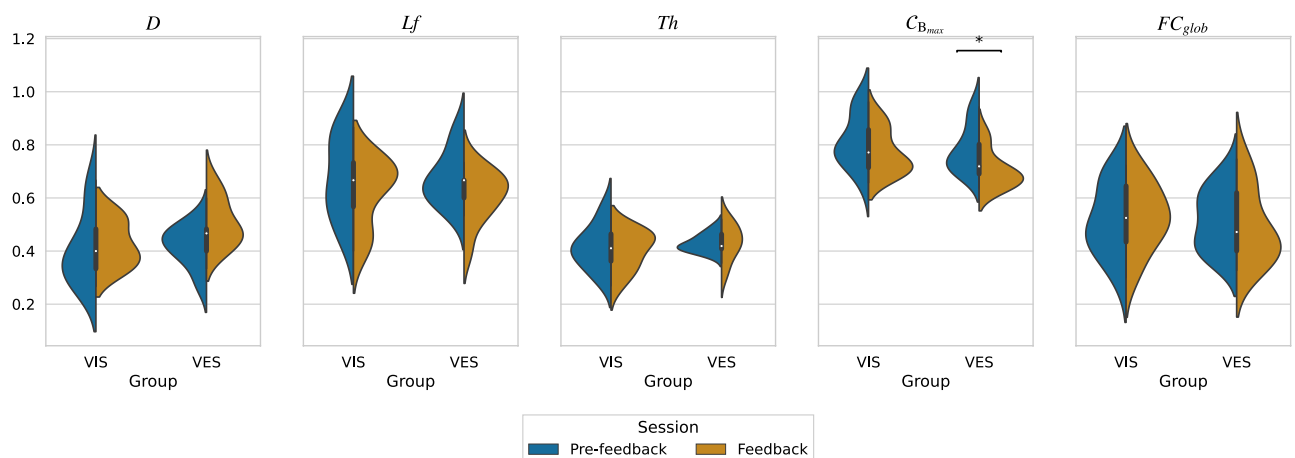 D Lf Th C_Bmax FC_glob
1.2
*
1.0
0.8
0.6
0.4
0.2
VIS VES VIS VES VIS VES VIS VES VIS VES
Group Group Group Group Group
Session
Pre-feedback Feedback